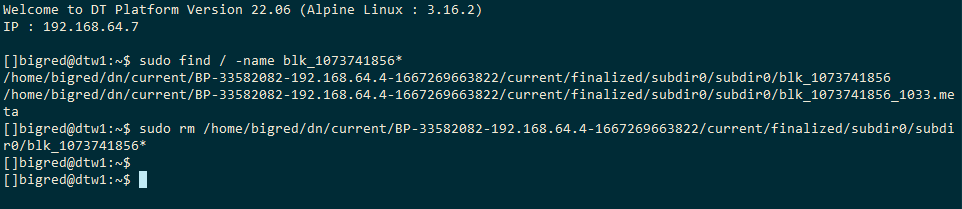 Welcome to DT Platform Version 22.06 (Alpine Linux : 3.16.2)
IP : 192.168.64.7
[]bigred@dtw1:~$ sudo find / -name blk_1073741856*
/home/bigred/dn/current/BP-33582082-192.168.64.4-1667269663822/current/finalized/subdir0/subdir0/blk_1073741856
/home/bigred/dn/current/BP-33582082-192.168.64.4-1667269663822/current/finalized/subdir0/subdir0/blk_1073741856_1033.me
ta
[]bigred@dtw1:~$ sudo rm /home/bigred/dn/current/BP-33582082-192.168.64.4-1667269663822/current/finalized/subdir0/subdi
r0/blk_1073741856*
[]bigred@dtw1:~$
[]bigred@dtw1:~$